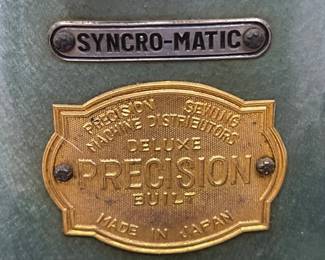 SYNCRO-MATIC
PRECISION SEWING
MACHINE DISTRIBUTORS
DELUXE
PRECISION
BUILT
MADE IN JAPAN